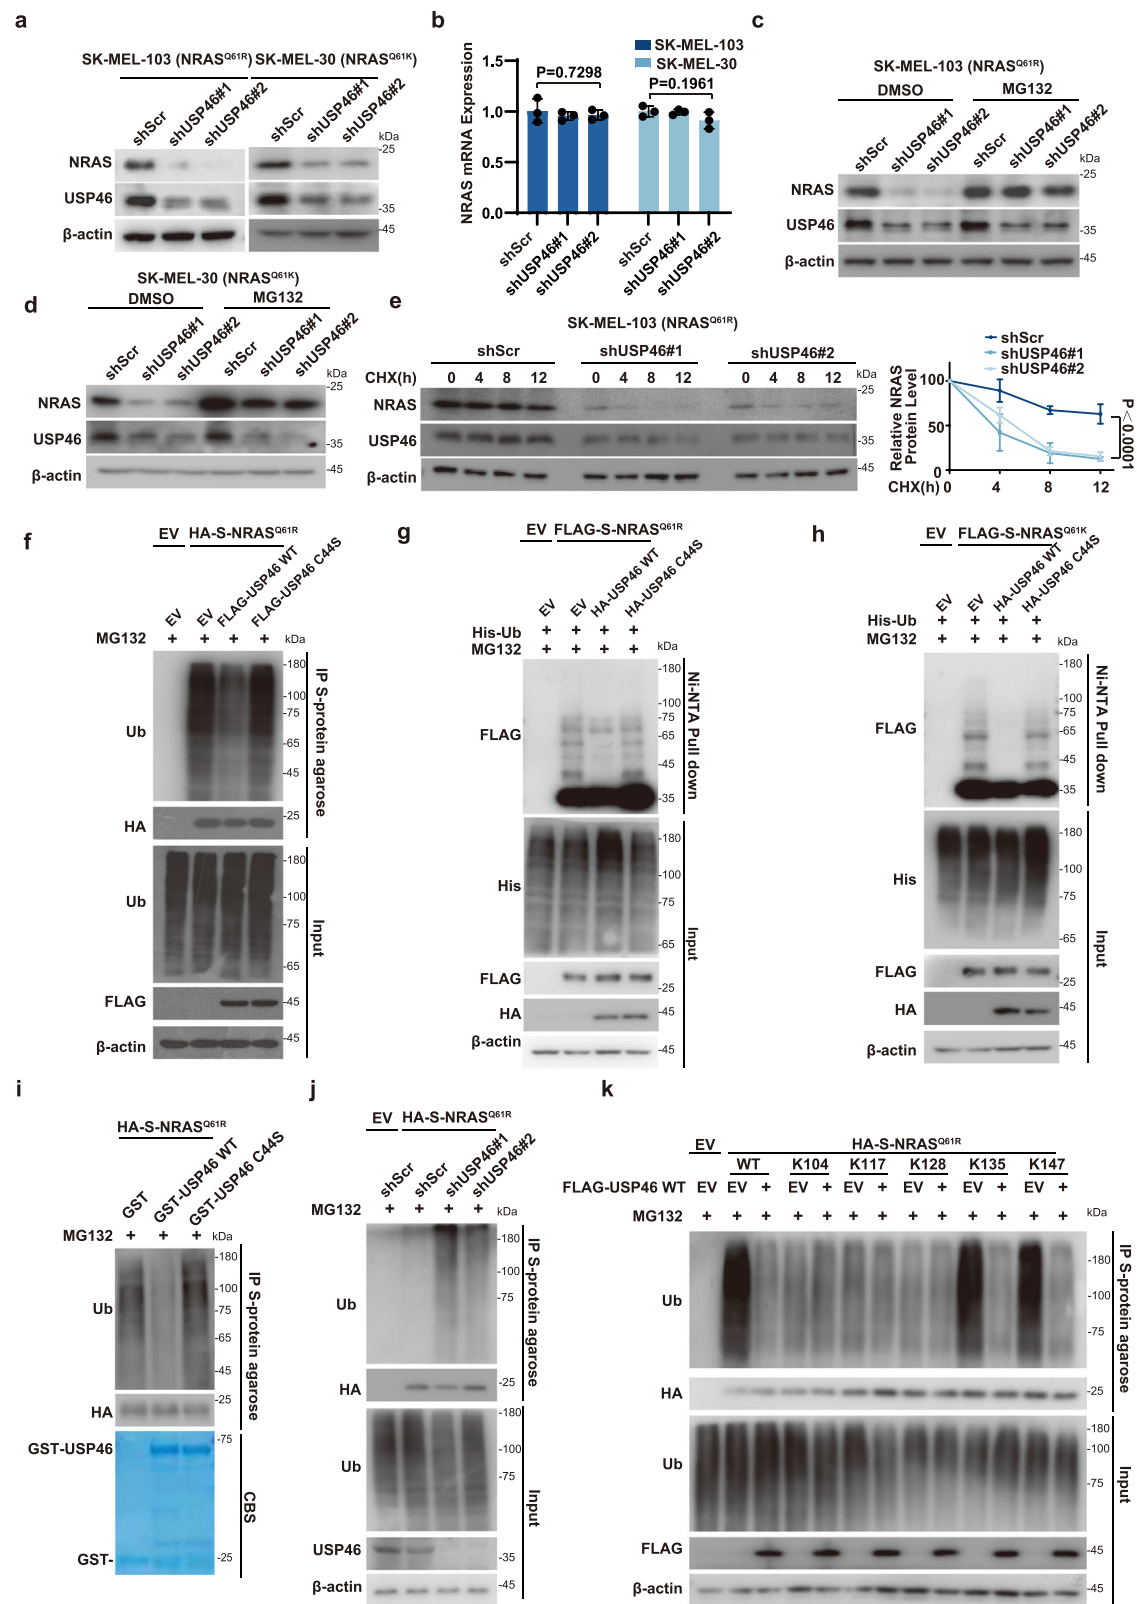 a
SK-MEL-103 (NRASQ61R) SK-MEL-30 (NRASQ61K)
shScr shUSP46#1 shUSP46#2 shScr shUSP46#1 shUSP46#2
kDa
NRAS -25
USP46 -35
β-actin -45
b
SK-MEL-103
SK-MEL-30
NRAS mRNA Expression
1.5
1.0
0.5
0.0
P=0.7298 P=0.1961
shScr shUSP46#1 shUSP46#2 shScr shUSP46#1 shUSP46#2
c
SK-MEL-103 (NRASQ61R)
DMSO MG132
shScr shUSP46#1 shUSP46#2 shScr shUSP46#1 shUSP46#2
kDa
NRAS -25
USP46 -35
β-actin -45
d
SK-MEL-30 (NRASQ61K)
DMSO MG132
shScr shUSP46#1 shUSP46#2 shScr shUSP46#1 shUSP46#2
kDa
NRAS -25
USP46 -35
β-actin -45
e
SK-MEL-103 (NRASQ61R)
shScr shUSP46#1 shUSP46#2
CHX(h) 0 4 8 12 0 4 8 12 0 4 8 12 kDa
NRAS -25
USP46 -35
β-actin -45
shScr
shUSP46#1
shUSP46#2
Relative NRAS Protein Level
100
50
0
CHX(h) 0 4 8 12
P<0.0001
f
EV HA-S-NRASQ61R
EV EV FLAG-USP46 WT FLAG-USP46 C44S
MG132 + + + + kDa
Ub
-180
-100
-75
-65
-45
HA -25
IP S-protein agarose
Ub
-180
-100
-75
-65
FLAG -45
β-actin -45
Input
g
EV FLAG-S-NRASQ61R
EV EV HA-USP46 WT HA-USP46 C44S
His-Ub + + + +
MG132 + + + + kDa
FLAG
-180
-100
-75
-65
-45
-35
Ni-NTA Pull down
His
-180
-100
-75
-65
FLAG -25
HA -45
β-actin -45
Input
h
EV FLAG-S-NRASQ61K
EV EV HA-USP46 WT HA-USP46 C44S
His-Ub + + + +
MG132 + + + + kDa
FLAG
-180
-100
-75
-65
-45
-35
Ni-NTA Pull down
His
-180
-100
-75
-65
FLAG -25
HA -45
β-actin -45
Input
i
HA-S-NRASQ61R
GST GST-USP46 WT GST-USP46 C44S
MG132 + + + kDa
Ub
-180
-100
-75
-65
-45
HA -25
IP S-protein agarose
GST-USP46 -75
GST- -25
CBS
j
EV HA-S-NRASQ61R
shScr shScr shUSP46#1 shUSP46#2
MG132 + + + + kDa
Ub
-180
-100
-75
HA -25
IP S-protein agarose
Ub
-180
-100
-75
USP46 -35
β-actin -45
Input
k
EV HA-S-NRASQ61R
WT K104 K117 K128 K135 K147
FLAG-USP46 WT EV EV + EV + EV + EV + EV + EV +
MG132 + + + + + + + + + + + + + kDa
Ub
-180
-100
-75
HA -25
IP S-protein agarose
Ub
-180
-100
-75
FLAG -45
β-actin -45
Input